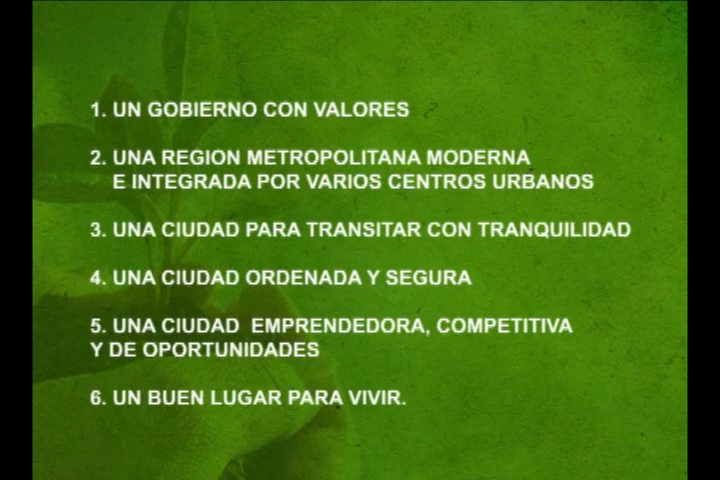 1. UN GOBIERNO CON VALORES
2. UNA REGION METROPOLITANA MODERNA
E INTEGRADA POR VARIOS CENTROS URBANOS
3. UNA CIUDAD PARA TRANSITAR CON TRANQUILIDAD
4. UNA CIUDAD ORDENADA Y SEGURA
5. UNA CIUDAD EMPRENDEDORA, COMPETITIVA
Y DE OPORTUNIDADES
6. UN BUEN LUGAR PARA VIVIR.